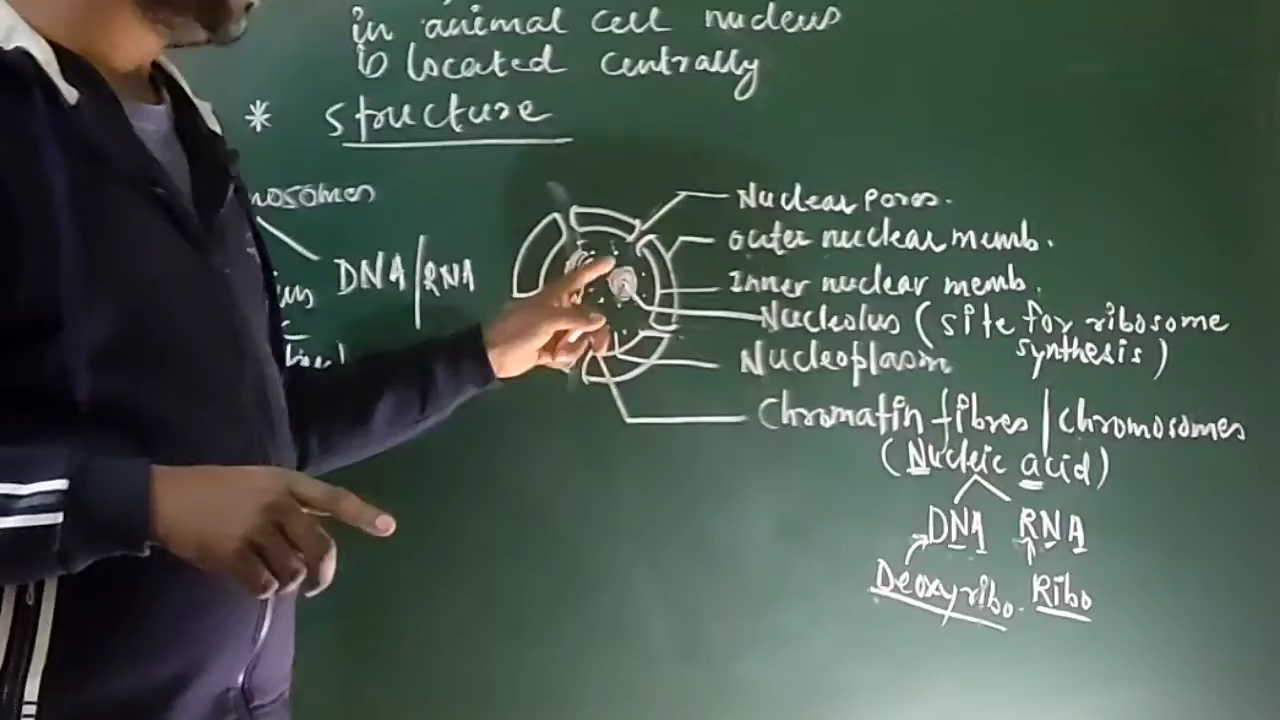 in animal cell nucleus
is located centrally
* structure
nosomes
DNA/RNA
Nuclear pores.
outer nuclear memb.
Inner nuclear memb.
Nucleolus (site for ribosome
synthesis)
Nucleoplasm
Chromatin fibres / chromosomes
(Nucleic acid)
DNA RNA
Deoxyribo. Ribo